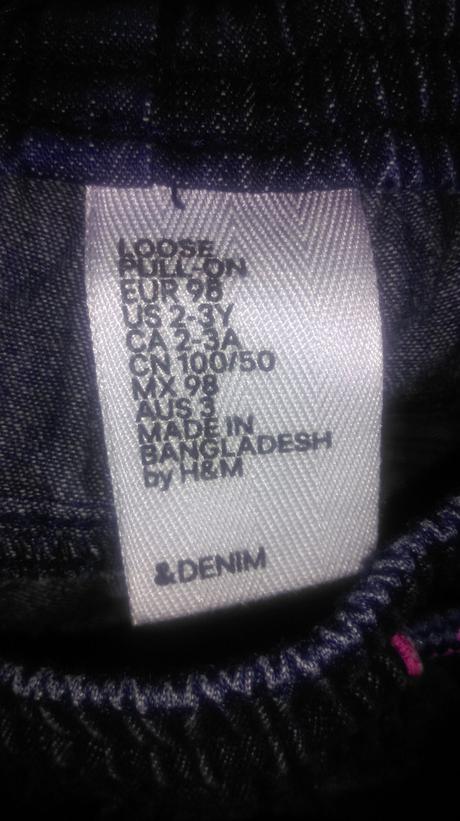 LOOSE
PULL-ON
EUR 98
US 2-3Y
CA 2-3A
CN 100/50
MX 98
AUS 3
MADE IN
BANGLADESH
by H&M
&DENIM